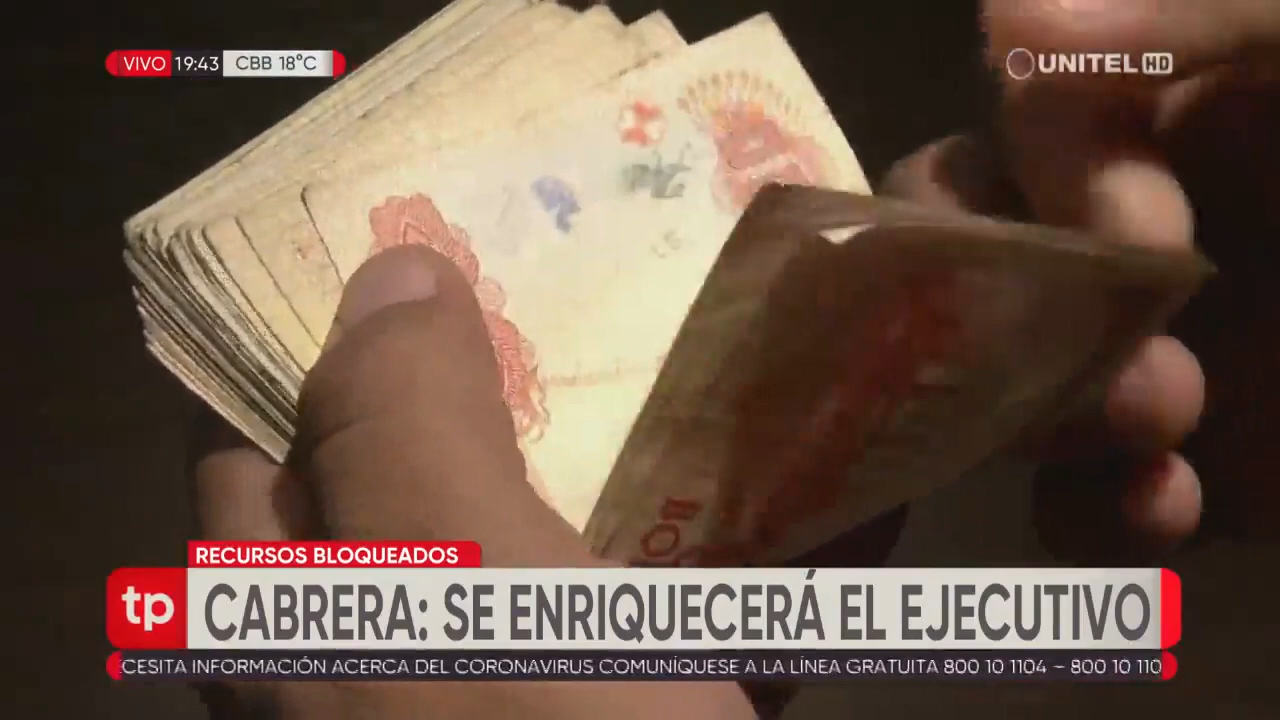 VIVO 19:43 CBB 18°C
UNITEL HD
RECURSOS BLOQUEADOS
tp
CABRERA: SE ENRIQUECERÁ EL EJECUTIVO
CESITA INFORMACIÓN ACERCA DEL CORONAVIRUS COMUNÍQUESE A LA LÍNEA GRATUITA 800 10 1104 – 800 10 110